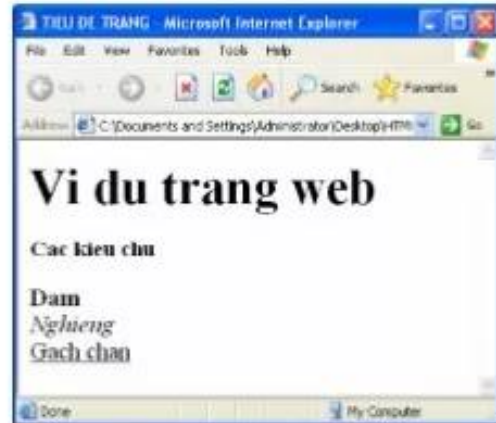 TIEU DE TRANG - Microsoft Internet Explorer
File Edit View Favorites Tools Help
Back Search Favorites
Address C:\Documents and Settings\Administrator\Desktop\HTM Go
Vi du trang web
Cac kieu chu
Dam
Nghieng
Gach chan
Done My Computer